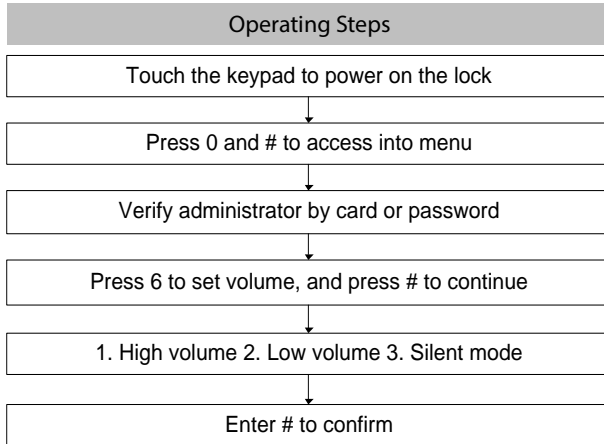 Operating Steps
Touch the keypad to power on the lock
Press 0 and # to access into menu
Verify administrator by card or password
Press 6 to set volume, and press # to continue
1. High volume 2. Low volume 3. Silent mode
Enter # to confirm